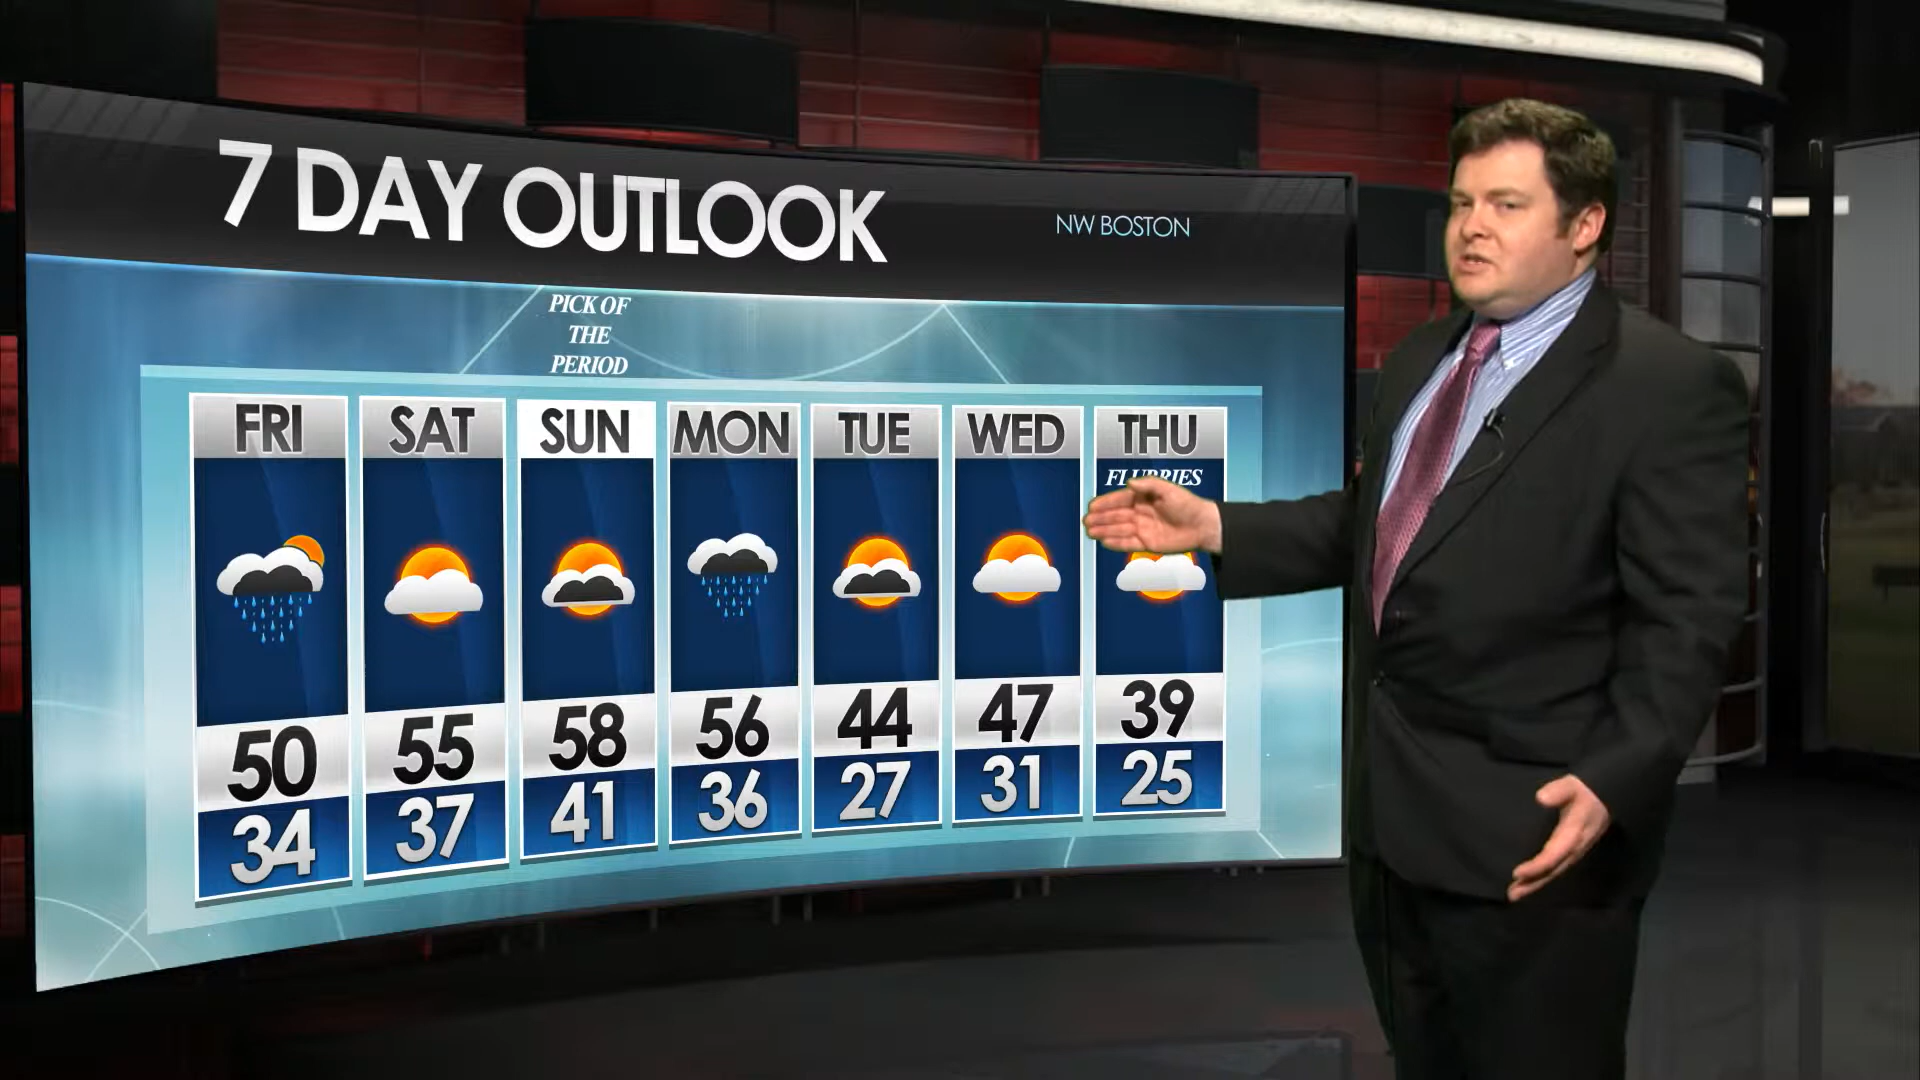 7 DAY OUTLOOK
NW BOSTON
PICK OF
THE
PERIOD
FRI SAT SUN MON TUE WED THU
FLURRIES
50 55 58 56 44 47 39
34 37 41 36 27 31 25